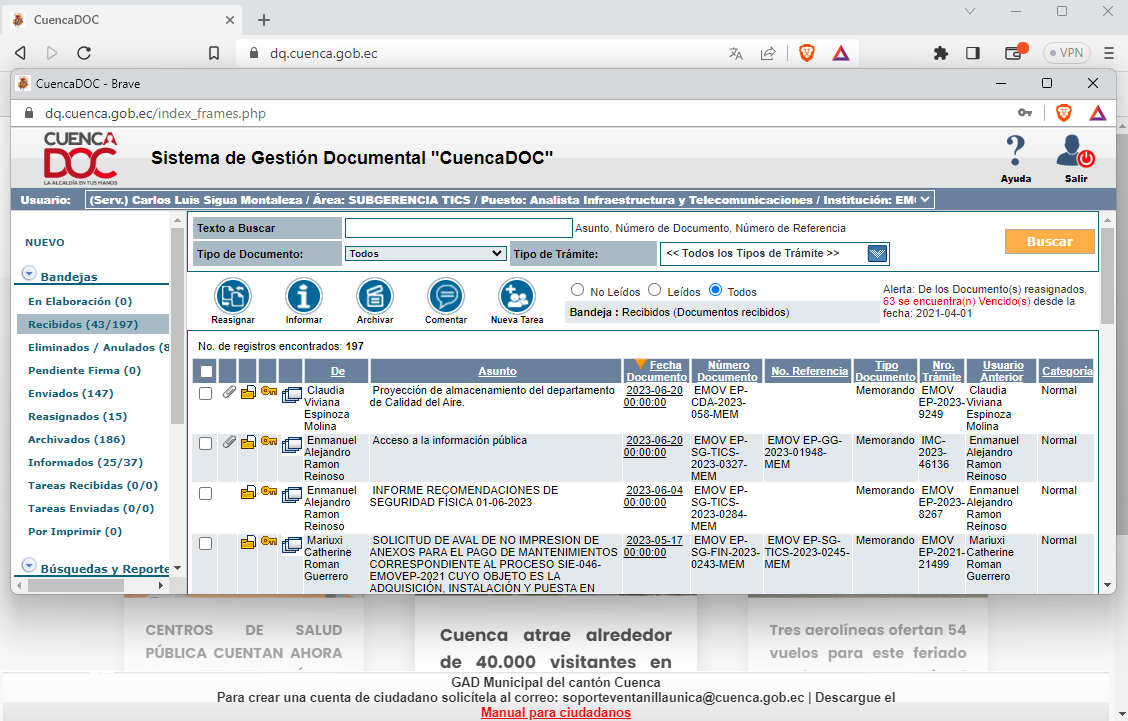 CuencaDOC
dq.cuenca.gob.ec
VPN
CuencaDOC - Brave
dq.cuenca.gob.ec/index_frames.php
CUENCA
DOC
LA ALCALDÍA EN TUS MANOS
Sistema de Gestión Documental "CuencaDOC"
Ayuda
Salir
Usuario:
(Serv.) Carlos Luis Sigua Montaleza / Área: SUBGERENCIA TICS / Puesto: Analista Infraestructura y Telecomunicaciones / Institución:
NUEVO
Bandejas
En Elaboración (0)
Recibidos (43/197)
Eliminados / Anulados (8
Pendiente Firma (0)
Enviados (147)
Reasignados (15)
Archivados (186)
Informados (25/37)
Tareas Recibidas (0/0)
Tareas Enviadas (0/0)
Por Imprimir (0)
Búsquedas y Reporte
Texto a Buscar
Asunto, Número de Documento, Número de Referencia
Tipo de Documento:
Todos
Tipo de Trámite:
<< Todos los Tipos de Trámite >>
Buscar
Reasignar
Informar
Archivar
Comentar
Nueva Tarea
No Leídos
Leídos
Todos
Bandeja : Recibidos (Documentos recibidos)
Alerta: De los Documento(s) reasignados,
63 se encuentra(n) Vencido(s) desde la
fecha: 2021-04-01
No. de registros encontrados: 197
De
Asunto
Fecha
Documento
Número
Documento
No. Referencia
Tipo
Documento
Nro.
Trámite
Usuario
Anterior
Categoría
Claudia
Viviana
Espinoza
Molina
Proyección de almacenamiento del departamento
de Calidad del Aire.
2023-06-20
00:00:00
EMOV EP-
CDA-2023-
058-MEM
Memorando
EMOV
EP-2023-
9249
Claudia
Viviana
Espinoza
Molina
Normal
Enmanuel
Alejandro
Ramon
Reinoso
Acceso a la información pública
2023-06-20
00:00:00
EMOV EP-
SG-TICS-
2023-0327-
MEM
EMOV EP-GG-
2023-01948-
MEM
Memorando
IMC-
2023-
46136
Enmanuel
Alejandro
Ramon
Reinoso
Normal
Enmanuel
Alejandro
Ramon
Reinoso
INFORME RECOMENDACIONES DE
SEGURIDAD FÍSICA 01-06-2023
2023-06-04
00:00:00
EMOV EP-
SG-TICS-
2023-0284-
MEM
Memorando
EMOV
EP-2023-
8267
Enmanuel
Alejandro
Ramon
Reinoso
Normal
Mariuxi
Catherine
Roman
Guerrero
SOLICITUD DE AVAL DE NO IMPRESION DE
ANEXOS PARA EL PAGO DE MANTENIMIENTOS
CORRESPONDIENTE AL PROCESO SIE-046-
EMOVEP-2021 CUYO OBJETO ES LA
ADQUISICIÓN, INSTALACIÓN Y PUESTA EN
2023-05-17
00:00:00
EMOV EP-
SG-FIN-2023-
0243-MEM
EMOV EP-SG-
TICS-2023-0245-
MEM
Memorando
EMOV
EP-2021-
21499
Mariuxi
Catherine
Roman
Guerrero
Normal
CENTROS DE SALUD
PÚBLICA CUENTAN AHORA
Cuenca atrae alrededor
de 40.000 visitantes en
Tres aerolíneas ofertan 54
vuelos para este feriado
GAD Municipal del cantón Cuenca
Para crear una cuenta de ciudadano solicítela al correo: soporteventanillaunica@cuenca.gob.ec | Descargue el
Manual para ciudadanos